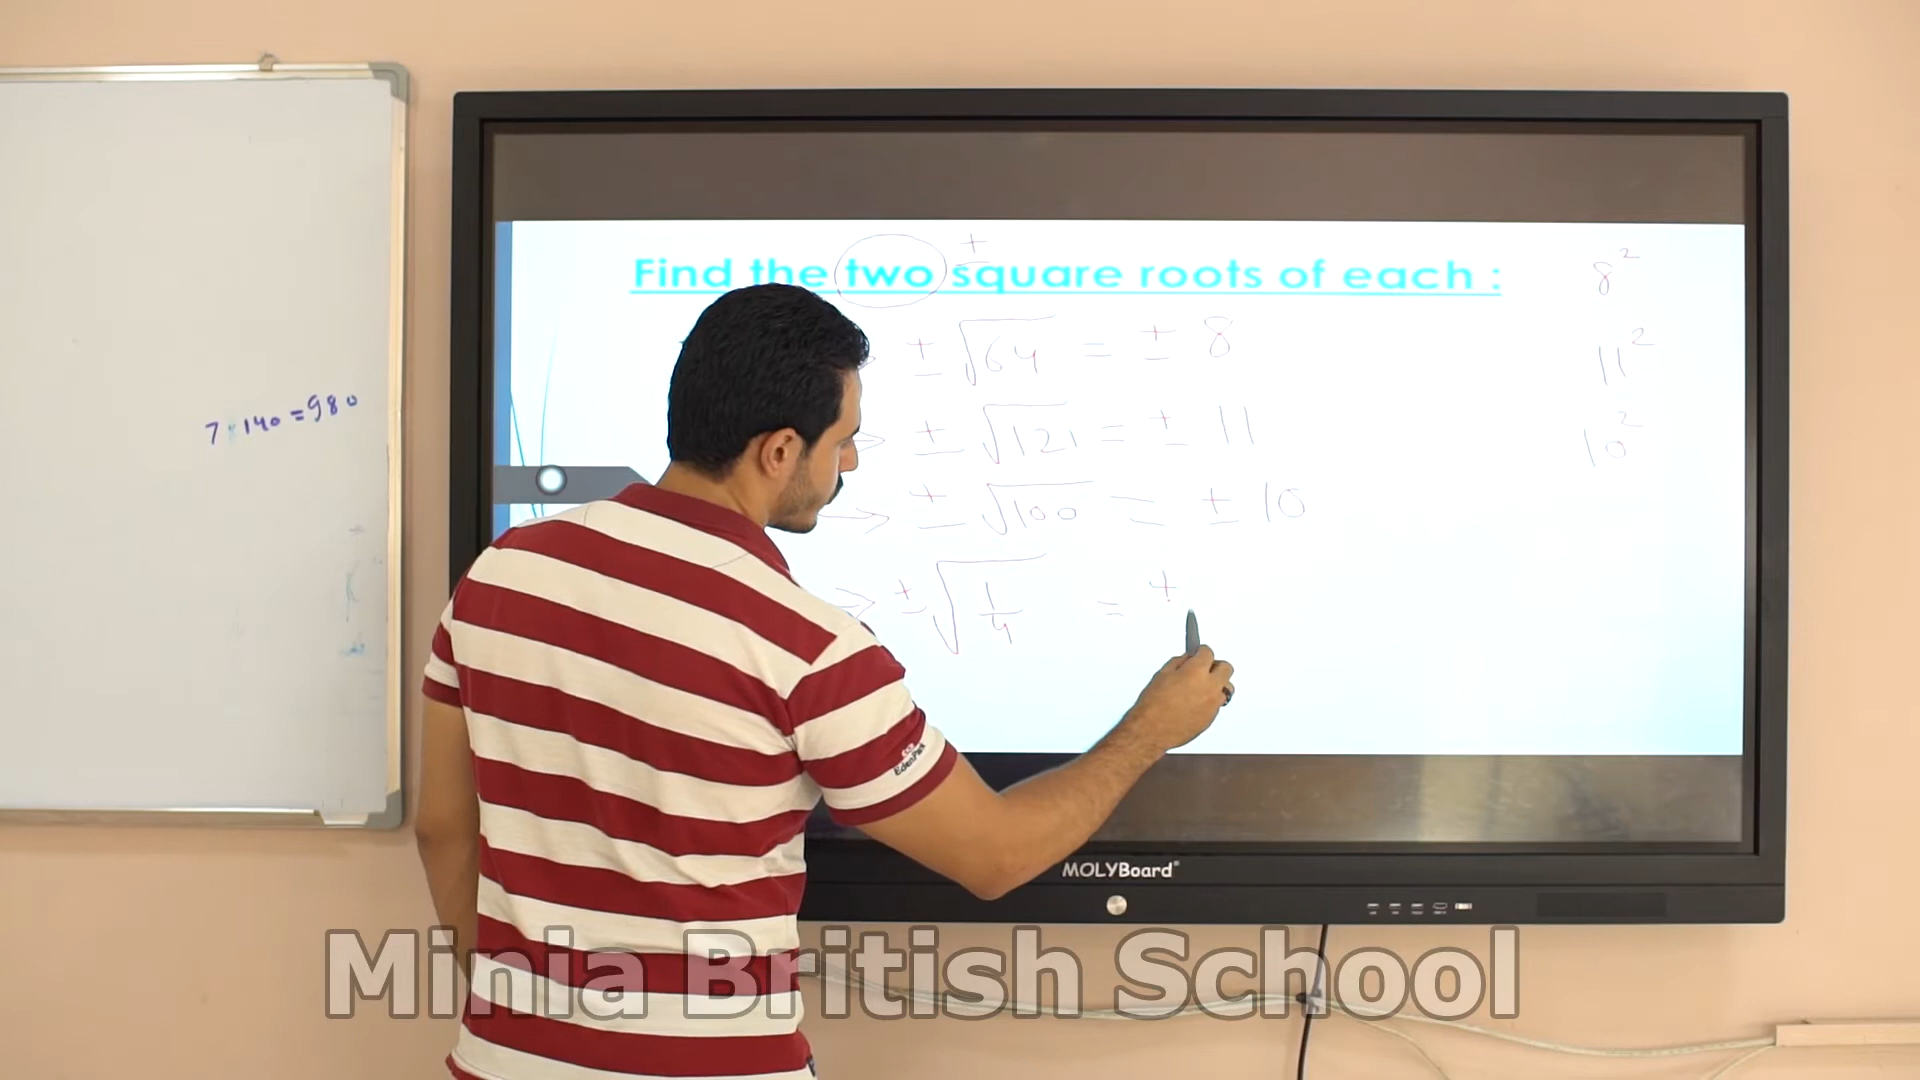 7 × 140 = 980
Find the two ± square roots of each :
± √64 = ± 8
± √121 = ± 11
± √100 = ± 10
± √1/4 = +
8²
11²
10²
EdenPark
MOLYBoard
Minia British School